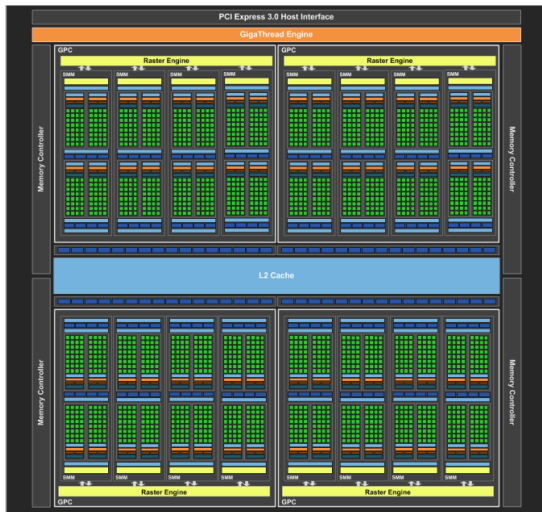 PCI Express 3.0 Host Interface
GigaThread Engine
GPC
GPC
Raster Engine
Raster Engine
SMM
SMM
SMM
SMM
SMM
SMM
SMM
SMM
Memory Controller
Memory Controller
L2 Cache
Memory Controller
Memory Controller
SMM
SMM
SMM
SMM
SMM
SMM
SMM
SMM
Raster Engine
Raster Engine
GPC
GPC